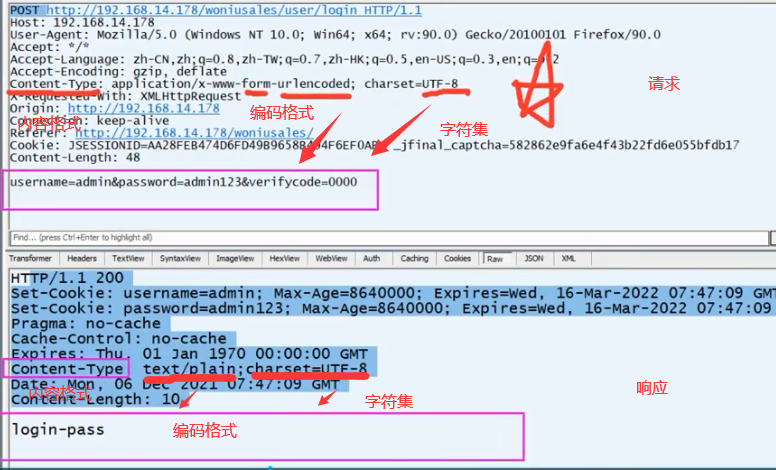 POST http://192.168.14.178/woniusales/user/login HTTP/1.1
Host: 192.168.14.178
User-Agent: Mozilla/5.0 (Windows NT 10.0; Win64; x64; rv:90.0) Gecko/20100101 Firefox/90.0
Accept: */*
Accept-Language: zh-CN,zh;q=0.8,zh-TW;q=0.7,zh-HK;q=0.5,en-US;q=0.3,en;q=0.2
Accept-Encoding: gzip, deflate
Content-Type: application/x-www-form-urlencoded; charset=UTF-8
请求
X-Requested-With: XMLHttpRequest
Origin: http://192.168.14.178
编码格式
内容格式
Connection: keep-alive
字符集
Referer: http://192.168.14.178/woniusales/
Cookie: _jfinal_captcha=582862e9fa6e4f43b22fd6e055bfdb17
Content-Length: 48
username=admin&password=admin123&verifycode=0000
Find... (press Ctrl+Enter to highlight all)
Transformer Headers TextView SyntaxView ImageView HexView WebView Auth Caching Cookies Raw JSON XML
HTTP/1.1 200
Set-Cookie: username=admin; Max-Age=8640000; Expires=Wed, 16-Mar-2022 07:47:09 GMT
Set-Cookie: password=admin123; Max-Age=8640000; Expires=Wed, 16-Mar-2022 07:47:09
Pragma: no-cache
Cache-Control: no-cache
Expires: Thu, 01 Jan 1970 00:00:00 GMT
Content-Type text/plain;charset=UTF-8
Date: Mon, 06 Dec 2021 07:47:09 GMT
响应
内容格式
Content-Length: 10
字符集
login-pass
编码格式